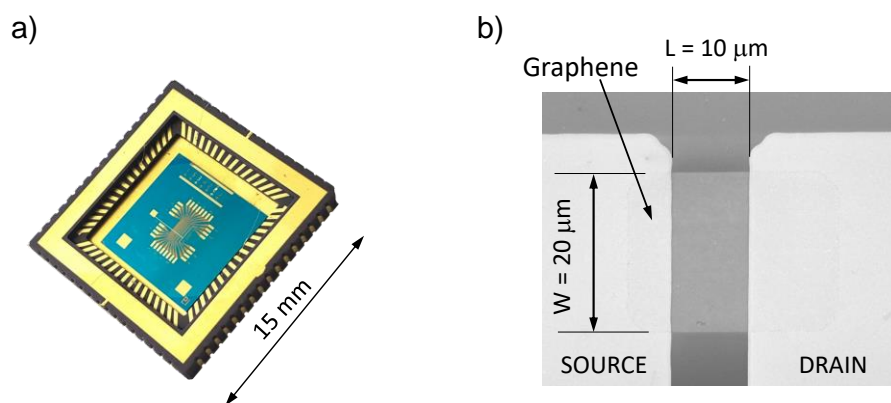 a)
15 mm
b)
L = 10 μm
Graphene
W = 20 μm
SOURCE
DRAIN